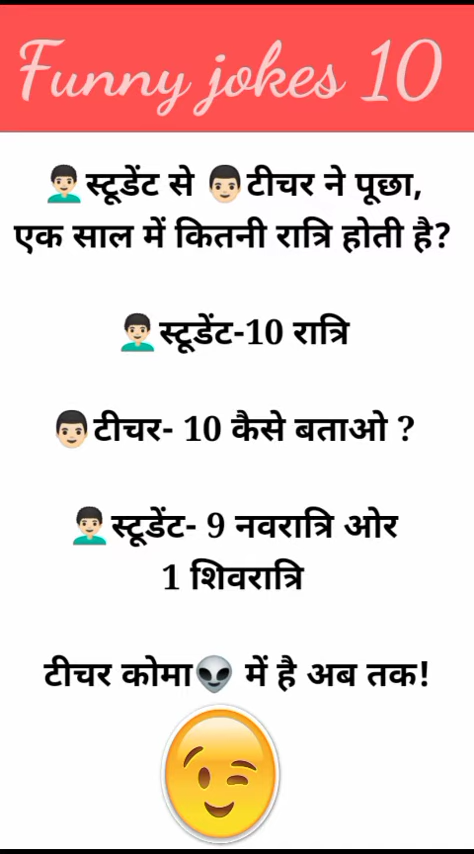 Funny jokes 10
स्टूडेंट से टीचर ने पूछा,
एक साल में कितनी रात्रि होती है?
स्टूडेंट-10 रात्रि
टीचर- 10 कैसे बताओ ?
स्टूडेंट- 9 नवरात्रि ओर
1 शिवरात्रि
टीचर कोमा में है अब तक!